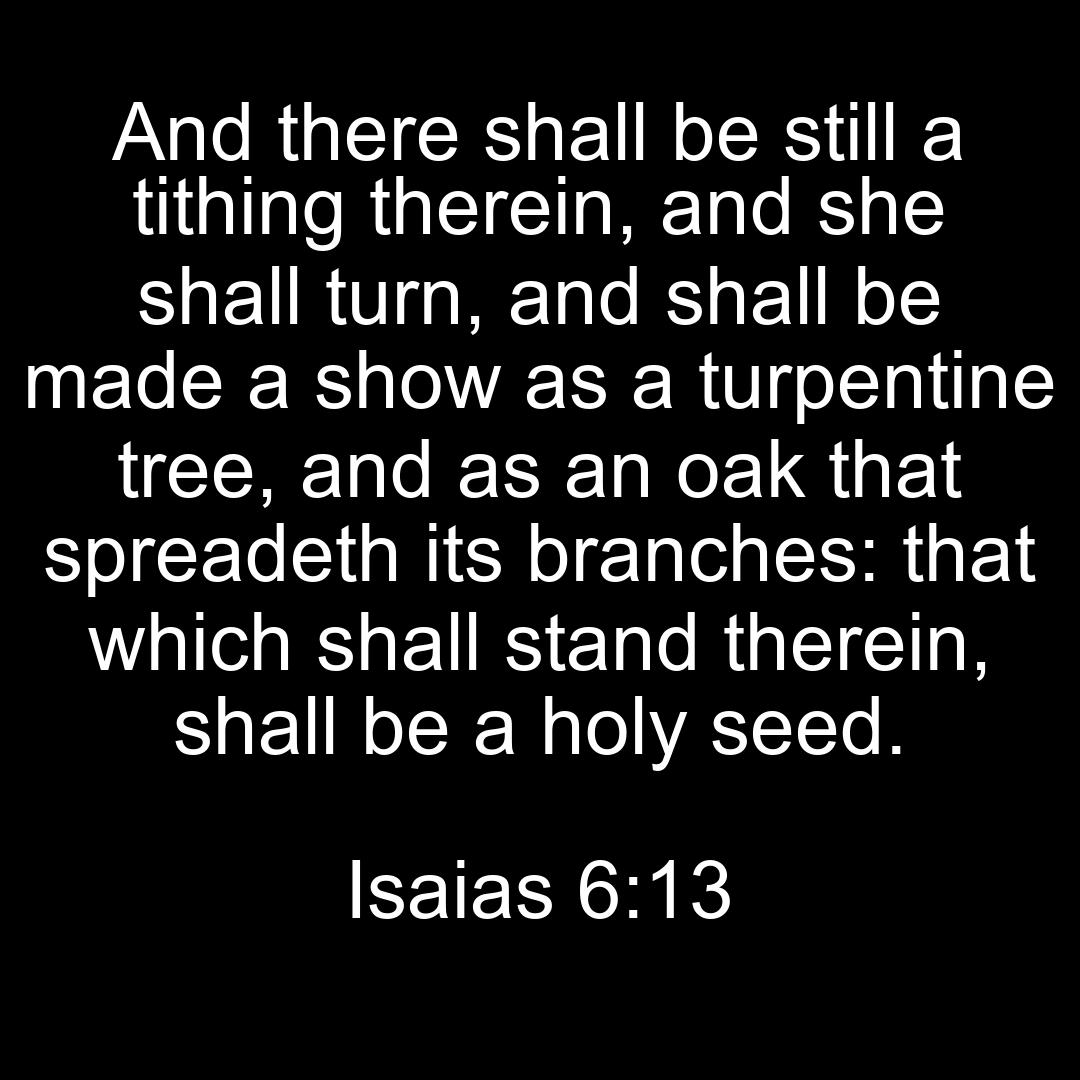 And there shall be still a
tithing therein, and she
shall turn, and shall be
made a show as a turpentine
tree, and as an oak that
spreadeth its branches: that
which shall stand therein,
shall be a holy seed.
Isaias 6:13